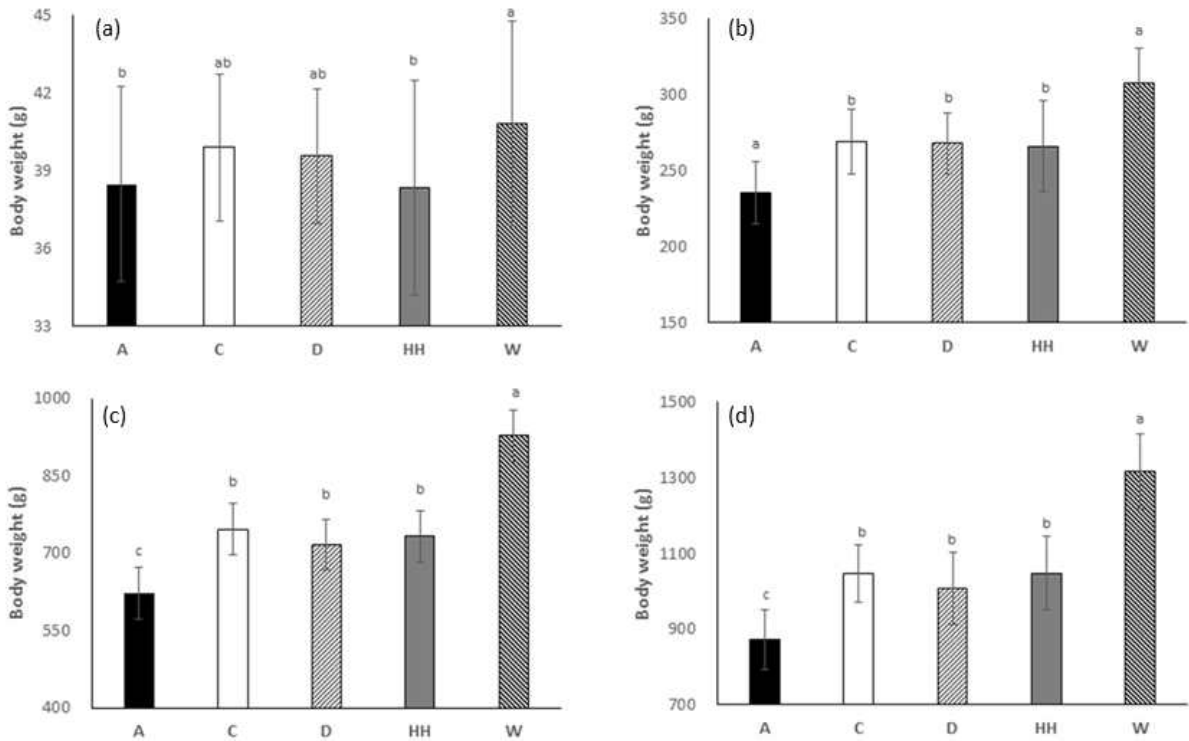 (a)
Body weight (g)
45
42
39
36
33
b
ab
ab
b
a
A C D HH W
(b)
Body weight (g)
350
300
250
200
150
a
b
b
b
a
A C D HH W
(c)
Body weight (g)
1000
850
700
550
400
c
b
b
b
a
A C D HH W
(d)
Body weight (g)
1500
1300
1100
900
700
c
b
b
b
a
A C D HH W